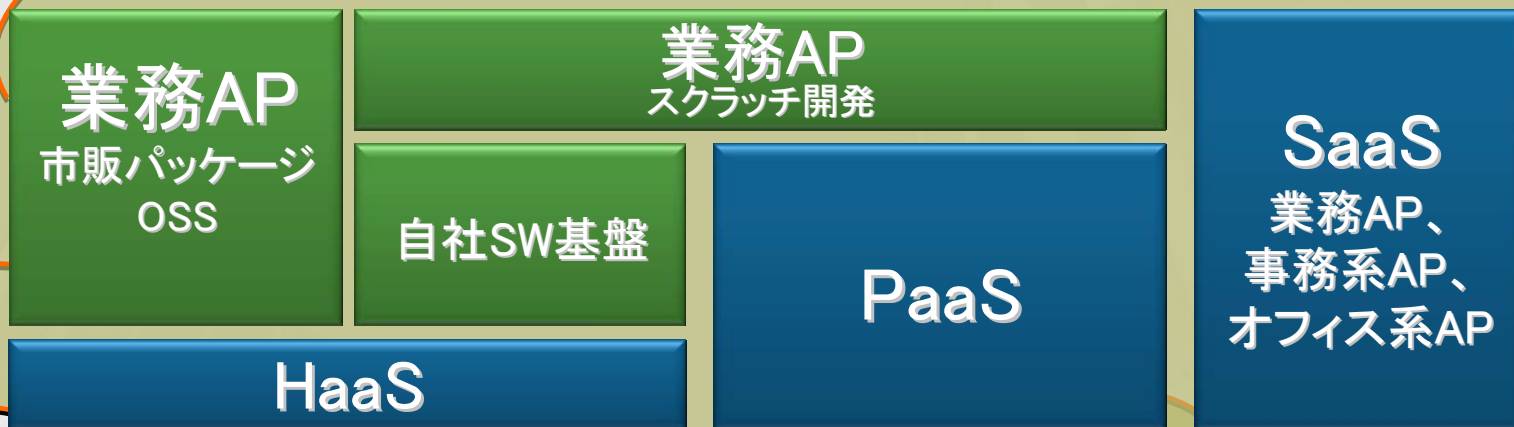 業務AP
市販パッケージ
OSS
業務AP
スクラッチ開発
自社SW基盤
HaaS
PaaS
SaaS
業務AP、
事務系AP、
オフィス系AP